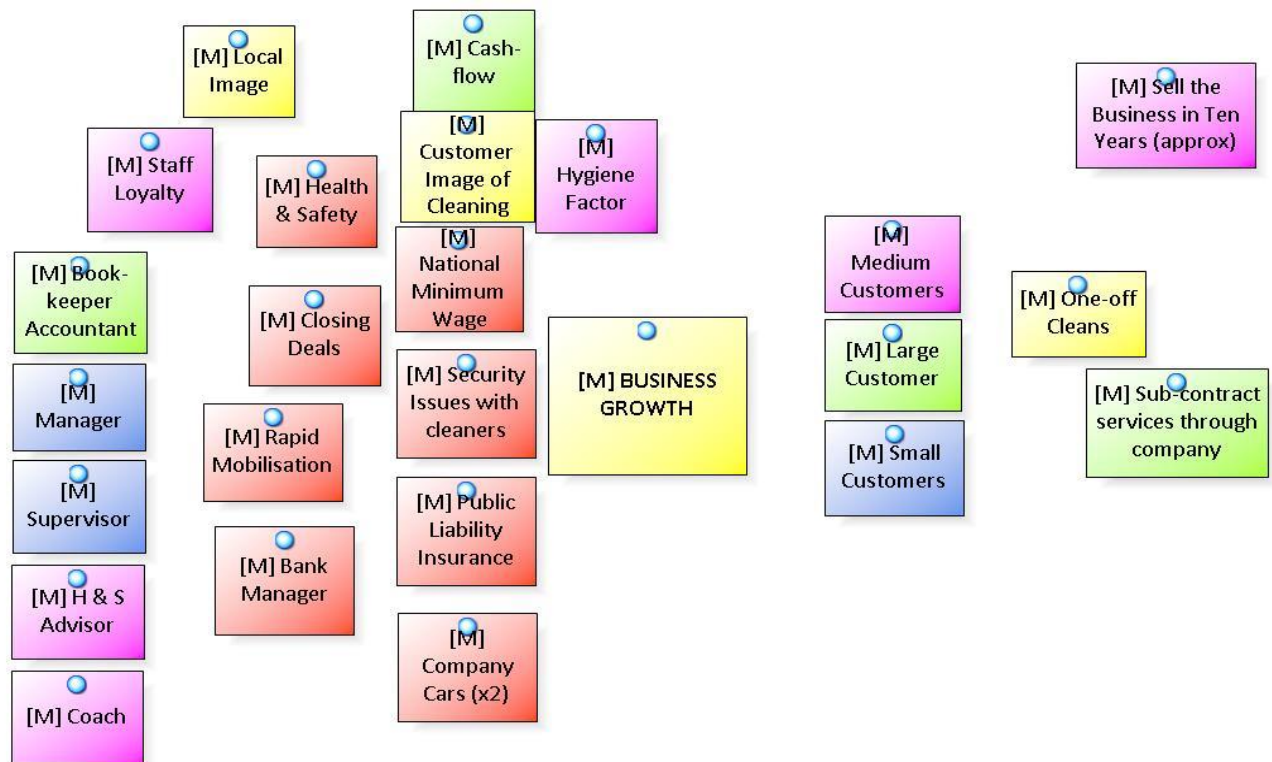 [M] Local
Image
[M] Cash-
flow
[M] Sell the
Business in Ten
Years (approx)
[M] Staff
Loyalty
[M] Health
& Safety
[M]
Customer
Image of
Cleaning
[M]
Hygiene
Factor
[M] Book-
keeper
Accountant
[M] Closing
Deals
[M]
National
Minimum
Wage
[M] BUSINESS
GROWTH
[M]
Medium
Customers
[M] One-off
Cleans
[M]
Manager
[M] Rapid
Mobilisation
[M] Security
Issues with
cleaners
[M] Large
Customer
[M] Sub-contract
services through
company
[M]
Supervisor
[M] Bank
Manager
[M] Public
Liability
Insurance
[M] Small
Customers
[M] H & S
Advisor
[M]
Company
Cars (x2)
[M] Coach